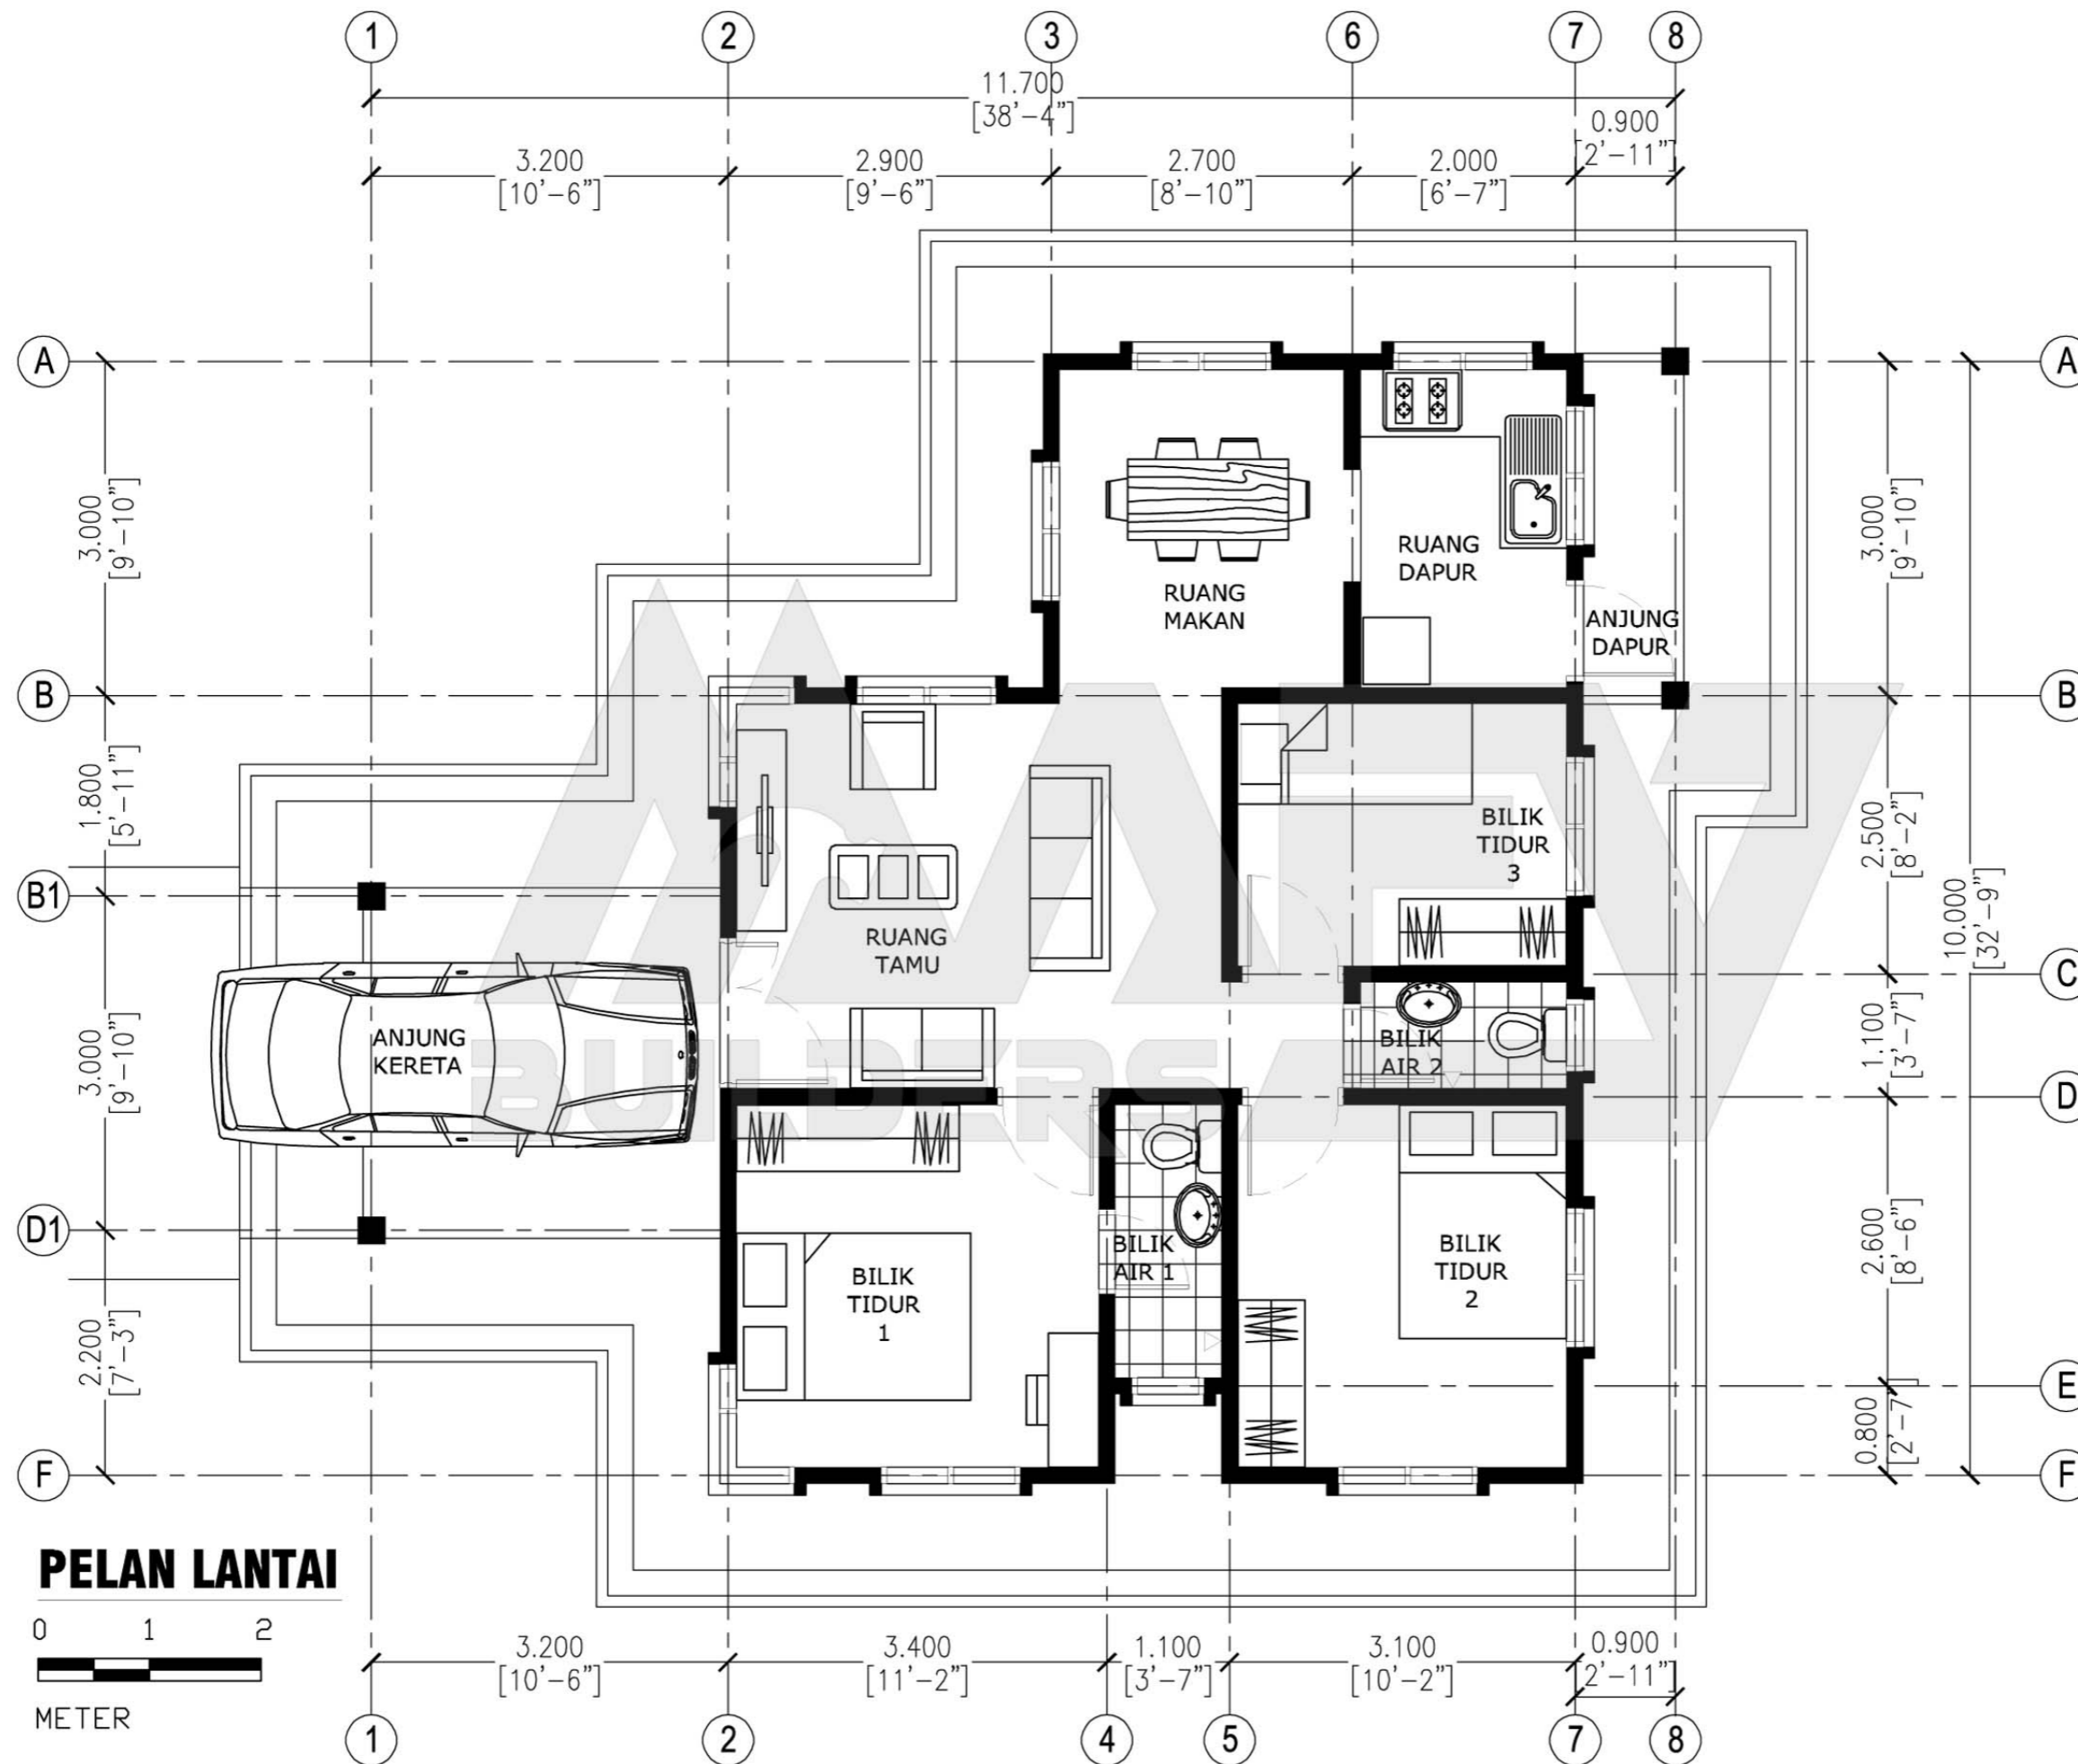 1 2 3 6 7 8
11.700
[38'-4"]
0.900
[2'-11"]
3.200 2.900 2.700 2.000
[10'-6"] [9'-6"] [8'-10"] [6'-7"]
A A
3.000
[9'-10"]
3.000
[9'-10"]
RUANG
DAPUR
RUANG
MAKAN
ANJUNG
DAPUR
B B
1.800
[5'-11"]
2.500
[8'-2"]
BILIK
TIDUR
3
B1
10.000
[32'-9"]
RUANG
TAMU
C
3.000
[9'-10"]
ANJUNG
KERETA
BILIK
AIR 2
1.100
[3'-7"]
BUILDERS
D
D1
2.600
[8'-6"]
BILIK
AIR 1
BILIK
TIDUR
2
BILIK
TIDUR
1
2.200
[7'-3"]
E
0.800
[2'-7"]
F F
PELAN LANTAI
0 1 2
METER
3.200 3.400 1.100 3.100 0.900
[10'-6"] [11'-2"] [3'-7"] [10'-2"] 2'-11"]
1 2 4 5 7 8